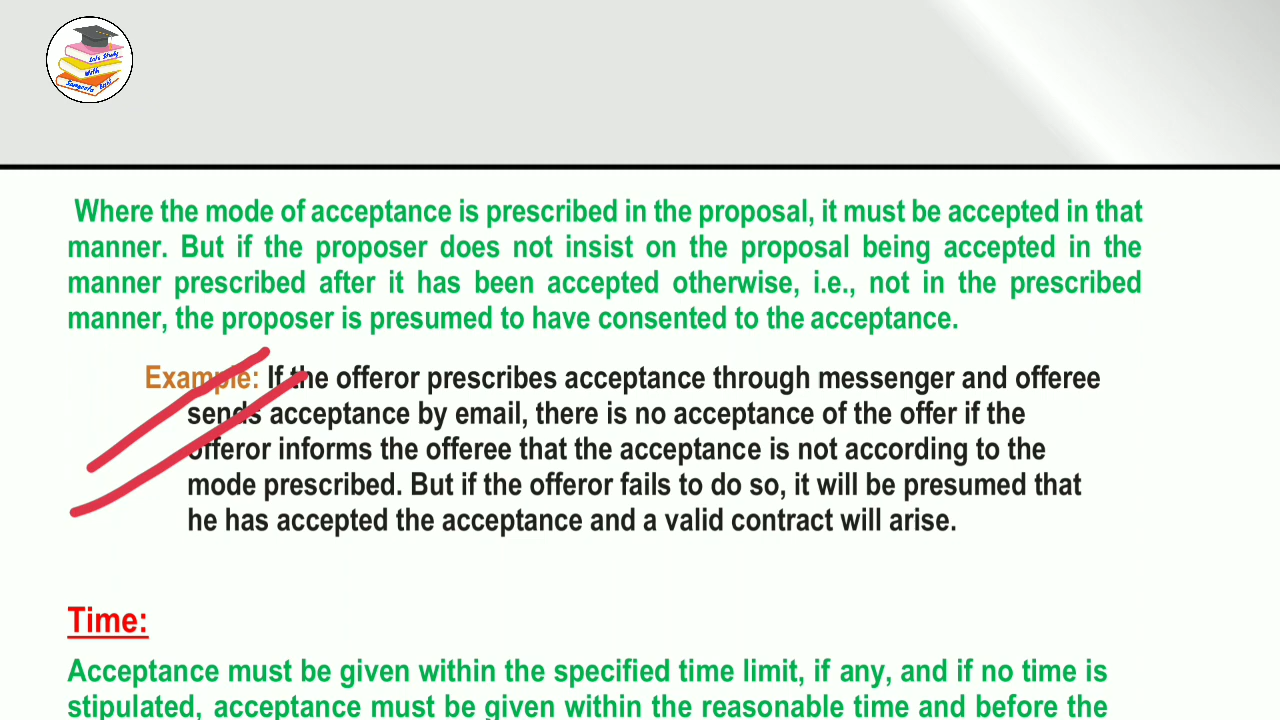 Let's Study
With
Where the mode of acceptance is prescribed in the proposal, it must be accepted in that
manner. But if the proposer does not insist on the proposal being accepted in the
manner prescribed after it has been accepted otherwise, i.e., not in the prescribed
manner, the proposer is presumed to have consented to the acceptance.
Example: If the offeror prescribes acceptance through messenger and offeree
sends acceptance by email, there is no acceptance of the offer if the
offeror informs the offeree that the acceptance is not according to the
mode prescribed. But if the offeror fails to do so, it will be presumed that
he has accepted the acceptance and a valid contract will arise.
Time:
Acceptance must be given within the specified time limit, if any, and if no time is
stipulated, acceptance must be given within the reasonable time and before the